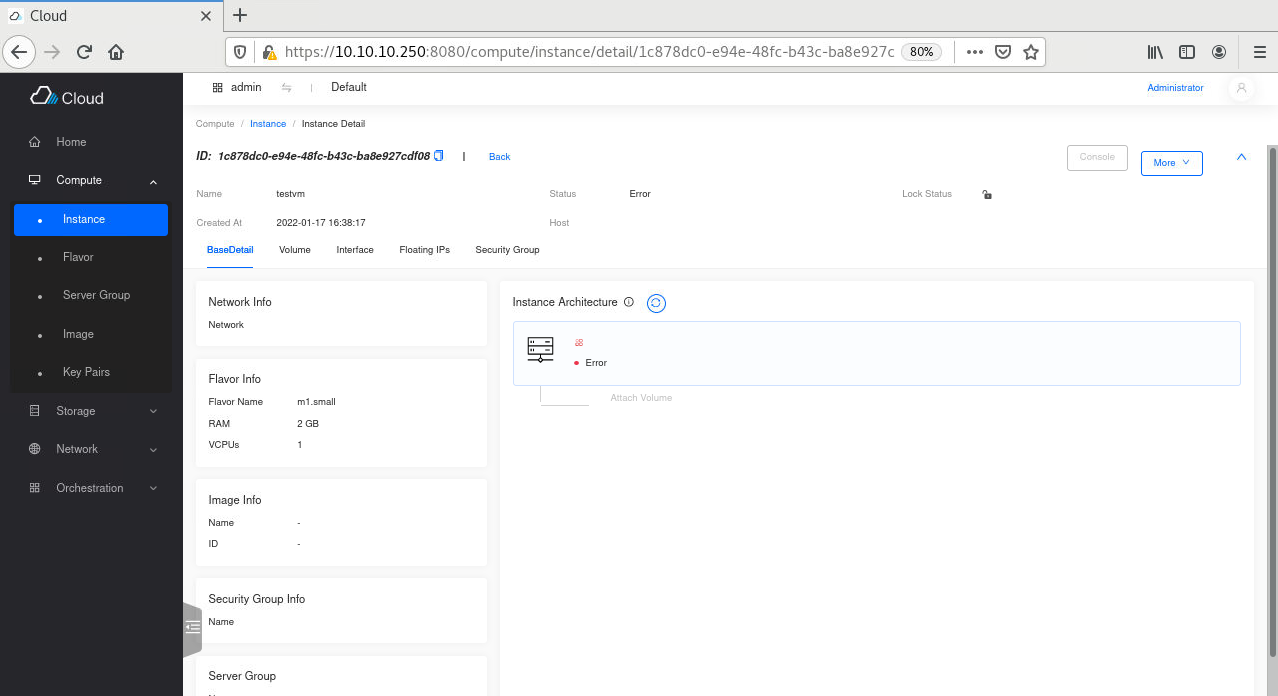 Cloud
https://10.10.10.250:8080/compute/instance/detail/1c878dc0-e94e-48fc-b43c-ba8e927c 80%
Cloud
admin | Default Administrator
Home
Compute
Instance
Flavor
Server Group
Image
Key Pairs
Storage
Network
Orchestration
Compute / Instance / Instance Detail
ID: 1c878dc0-e94e-48fc-b43c-ba8e927cdf08 | Back
Console More
Name testvm Status Error Lock Status
Created At 2022-01-17 16:38:17 Host
BaseDetail Volume Interface Floating IPs Security Group
Network Info
Network
Flavor Info
Flavor Name m1.small
RAM 2 GB
VCPUs 1
Image Info
Name -
ID -
Security Group Info
Name
Server Group
Instance Architecture
Error
Attach Volume